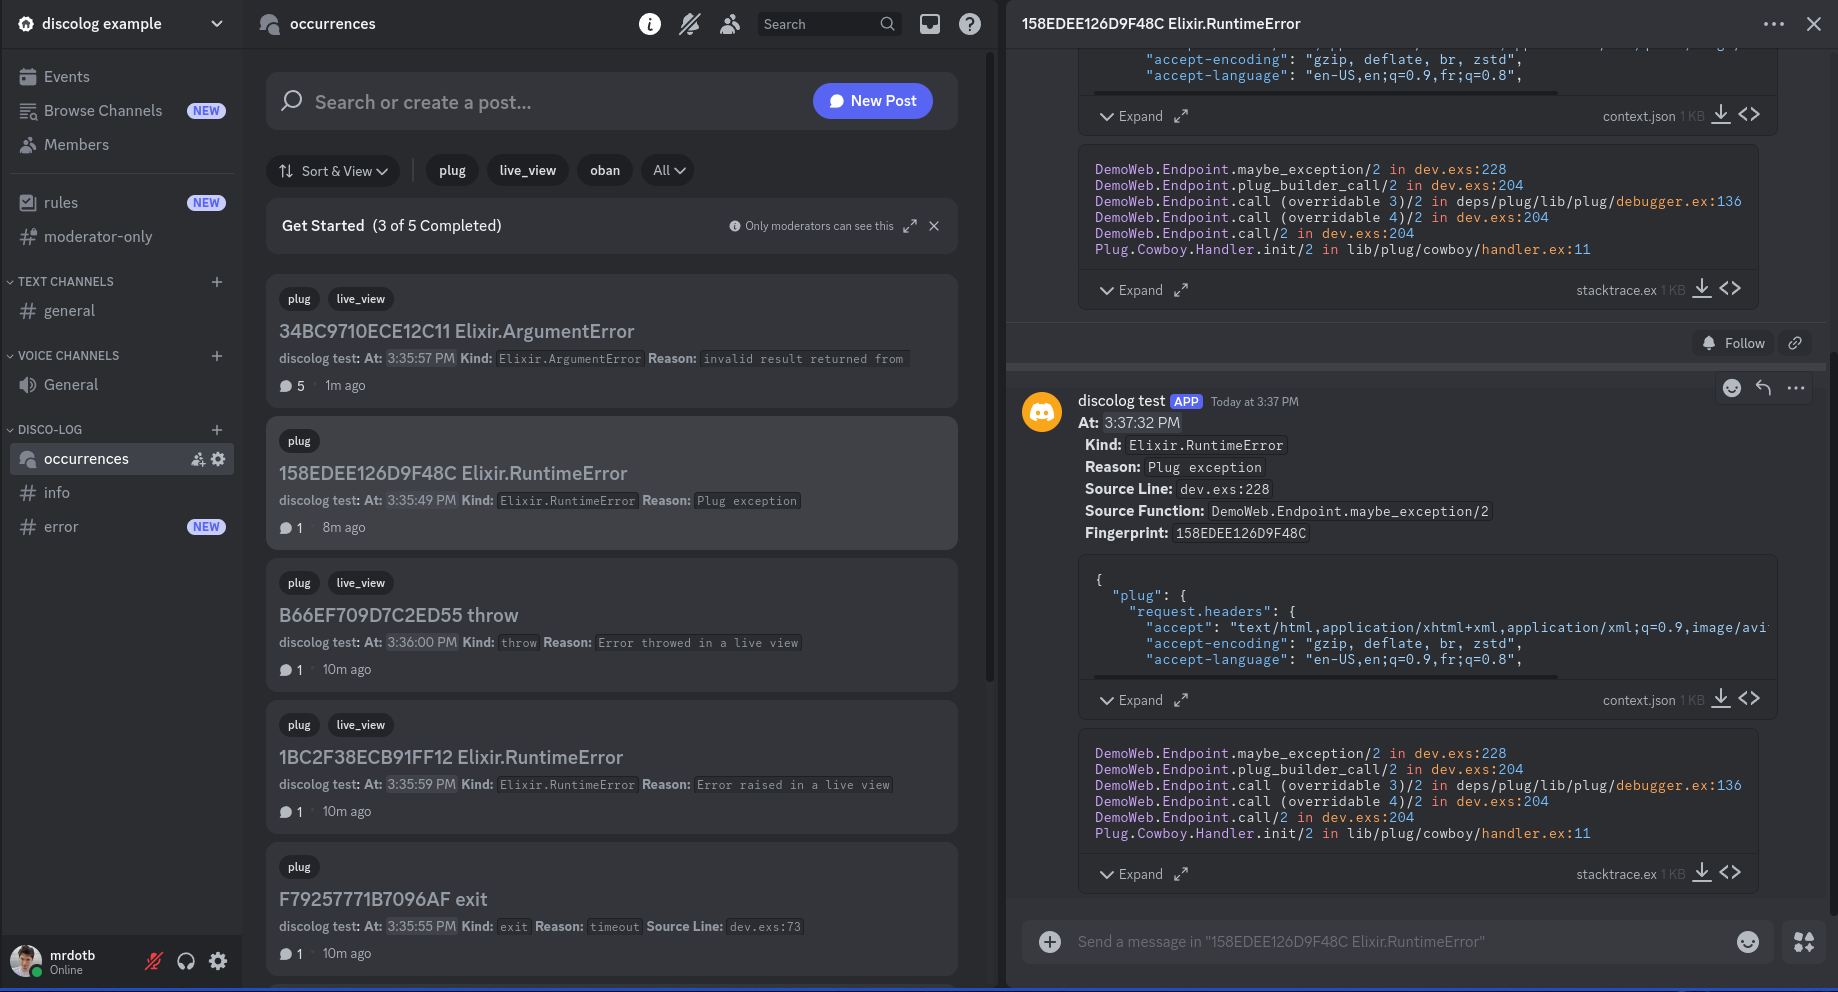 discolog example
Events
Browse Channels NEW
Members
rules NEW
moderator-only
TEXT CHANNELS
general
VOICE CHANNELS
General
DISCO-LOG
occurrences
info
error NEW
mrdotb
Online
occurrences
Search
Search or create a post...
New Post
Sort & View
plug
live_view
oban
All
Get Started (3 of 5 Completed)
Only moderators can see this
plug live_view
34BC9710ECE12C11 Elixir.ArgumentError
discolog test: At: 3:35:57 PM Kind: Elixir.ArgumentError Reason: invalid result returned from
5 · 1m ago
plug
158EDEE126D9F48C Elixir.RuntimeError
discolog test: At: 3:35:49 PM Kind: Elixir.RuntimeError Reason: Plug exception
1 · 8m ago
plug live_view
B66EF709D7C2ED55 throw
discolog test: At: 3:36:00 PM Kind: throw Reason: Error throwed in a live view
1 · 10m ago
plug live_view
1BC2F38ECB91FF12 Elixir.RuntimeError
discolog test: At: 3:35:59 PM Kind: Elixir.RuntimeError Reason: Error raised in a live view
1 · 10m ago
plug
F79257771B7096AF exit
discolog test: At: 3:35:55 PM Kind: exit Reason: timeout Source Line: dev.exs:73
1 · 10m ago
158EDEE126D9F48C Elixir.RuntimeError
"accept-encoding": "gzip, deflate, br, zstd",
"accept-language": "en-US,en;q=0.9,fr;q=0.8",
Expand context.json 1 KB
DemoWeb.Endpoint.maybe_exception/2 in dev.exs:228
DemoWeb.Endpoint.plug_builder_call/2 in dev.exs:204
DemoWeb.Endpoint.call (overridable 3)/2 in deps/plug/lib/plug/debugger.ex:136
DemoWeb.Endpoint.call (overridable 4)/2 in dev.exs:204
DemoWeb.Endpoint.call/2 in dev.exs:204
Plug.Cowboy.Handler.init/2 in lib/plug/cowboy/handler.ex:11
Expand stacktrace.ex 1 KB
Follow
discolog test APP Today at 3:37 PM
At: 3:37:32 PM
Kind: Elixir.RuntimeError
Reason: Plug exception
Source Line: dev.exs:228
Source Function: DemoWeb.Endpoint.maybe_exception/2
Fingerprint: 158EDEE126D9F48C
{
"plug": {
"request.headers": {
"accept": "text/html,application/xhtml+xml,application/xml;q=0.9,image/avi
"accept-encoding": "gzip, deflate, br, zstd",
"accept-language": "en-US,en;q=0.9,fr;q=0.8",
Expand context.json 1 KB
DemoWeb.Endpoint.maybe_exception/2 in dev.exs:228
DemoWeb.Endpoint.plug_builder_call/2 in dev.exs:204
DemoWeb.Endpoint.call (overridable 3)/2 in deps/plug/lib/plug/debugger.ex:136
DemoWeb.Endpoint.call (overridable 4)/2 in dev.exs:204
DemoWeb.Endpoint.call/2 in dev.exs:204
Plug.Cowboy.Handler.init/2 in lib/plug/cowboy/handler.ex:11
Expand stacktrace.ex 1 KB
Send a message in "158EDEE126D9F48C Elixir.RuntimeError"